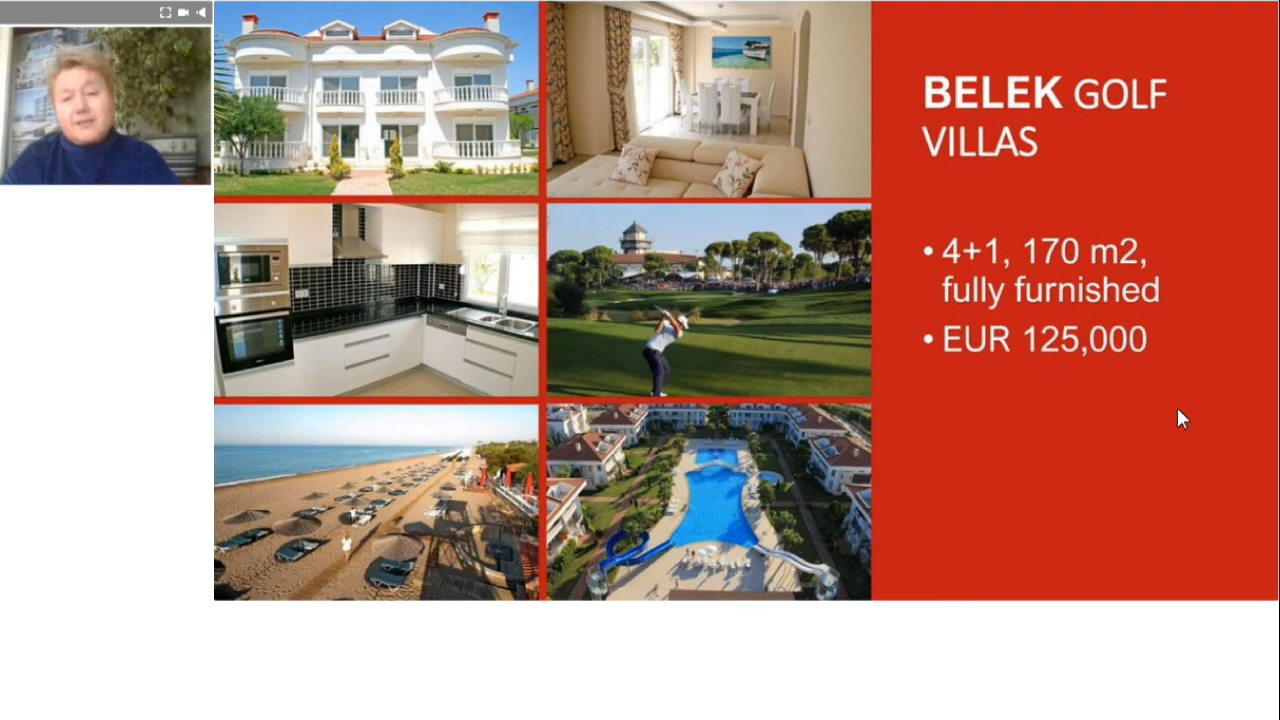 BELEK GOLF
VILLAS
• 4+1, 170 m2,
fully furnished
• EUR 125,000